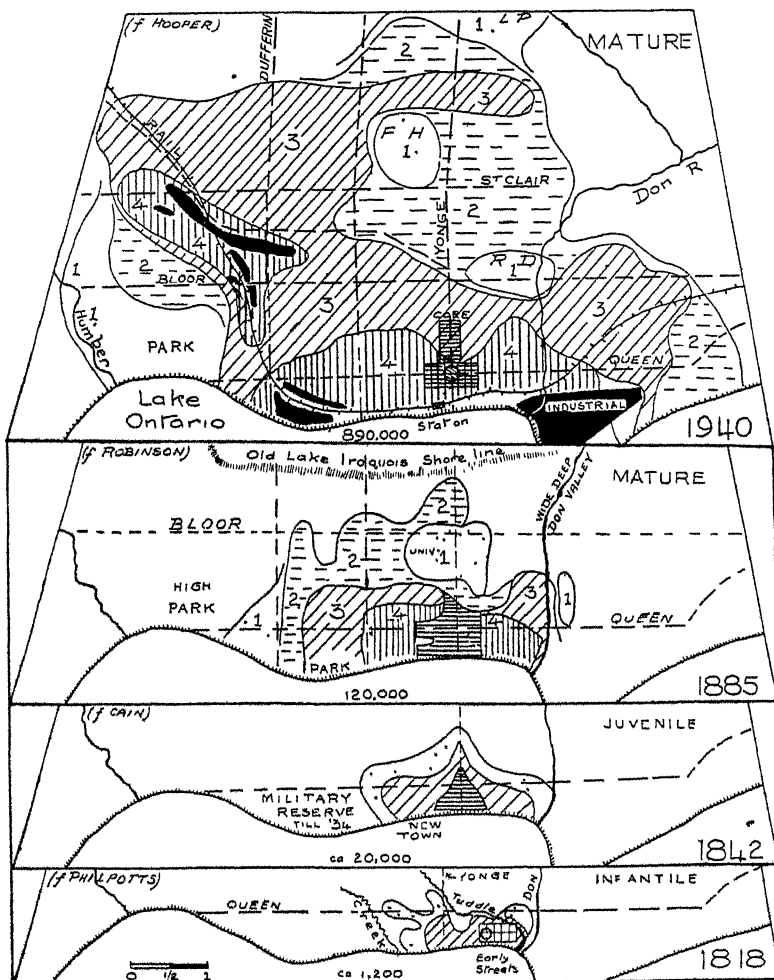 (f HOOPER)
DUFFERIN
1. L P
MATURE
2
RAIL
3
3
F H
1.
ST CLAIR
Don R
4
YONGE
2
4
2
BLOOR
R D
1
3
1
3
CORE
1.
Humber
PARK
4
4
QUEEN
2
Lake
Ontario
INDUSTRIAL
Station
890,000
1940
(f ROBINSON)
Old Lake Iroquois Shore line
MATURE
WIDE DEEP
DON VALLEY
BLOOR
2
UNIV. 1
2
HIGH
PARK
2
3
3
1
1
4
4
QUEEN
PARK
120,000
1885
(f CAIN)
JUVENILE
MILITARY
RESERVE
TILL '34
NEW
TOWN
ca 20,000
1842
(f PHILPOTTS)
YONGE
DON
INFANTILE
QUEEN
Tuddle
Creek
Early
Streets
0 1/2 1
ca 1,200
1818